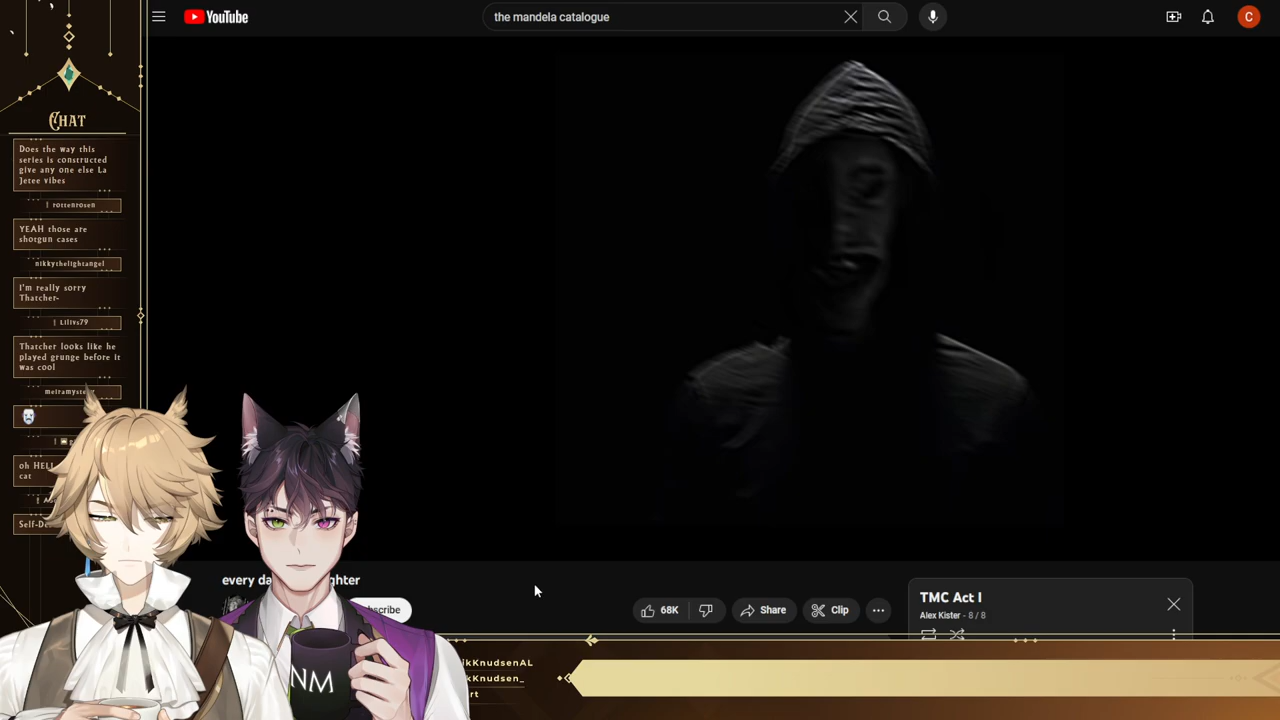 YouTube
the mandela catalogue
C
Chat
Does the way this
series is constructed
give any one else La
Jetee vibes
rottenrosen
YEAH those are
shotgun cases
nikkythelightangel
I'm really sorry
Thatcher-
Lilivs79
Thatcher looks like he
played grunge before it
was cool
oh HELL
cat
every da ghter
68K
Share
Clip
TMC Act I
Alex Kister - 8 / 8
NM
ikKnudsenAL
kKnudsen_
rt